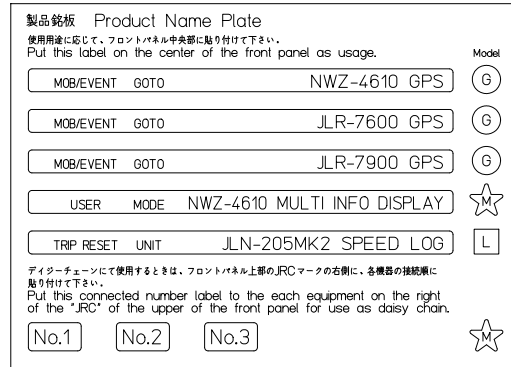 製品銘板 Product Name Plate
使用用途に応じて、フロントパネル中央部に貼り付けて下さい。
Put this label on the center of the front panel as usage.
Model
MOB/EVENT GOTO NWZ-4610 GPS G
MOB/EVENT GOTO JLR-7600 GPS G
MOB/EVENT GOTO JLR-7900 GPS G
USER MODE NWZ-4610 MULTI INFO DISPLAY M
TRIP RESET UNIT JLN-205MK2 SPEED LOG L
ディジーチェーンにて使用するときは、フロントパネル上部のJRCマークの右側に、各機器の接続順に
貼り付けて下さい。
Put this connected number label to the each equipment on the right
of the "JRC" of the upper of the front panel for use as daisy chain.
No.1 No.2 No.3 M